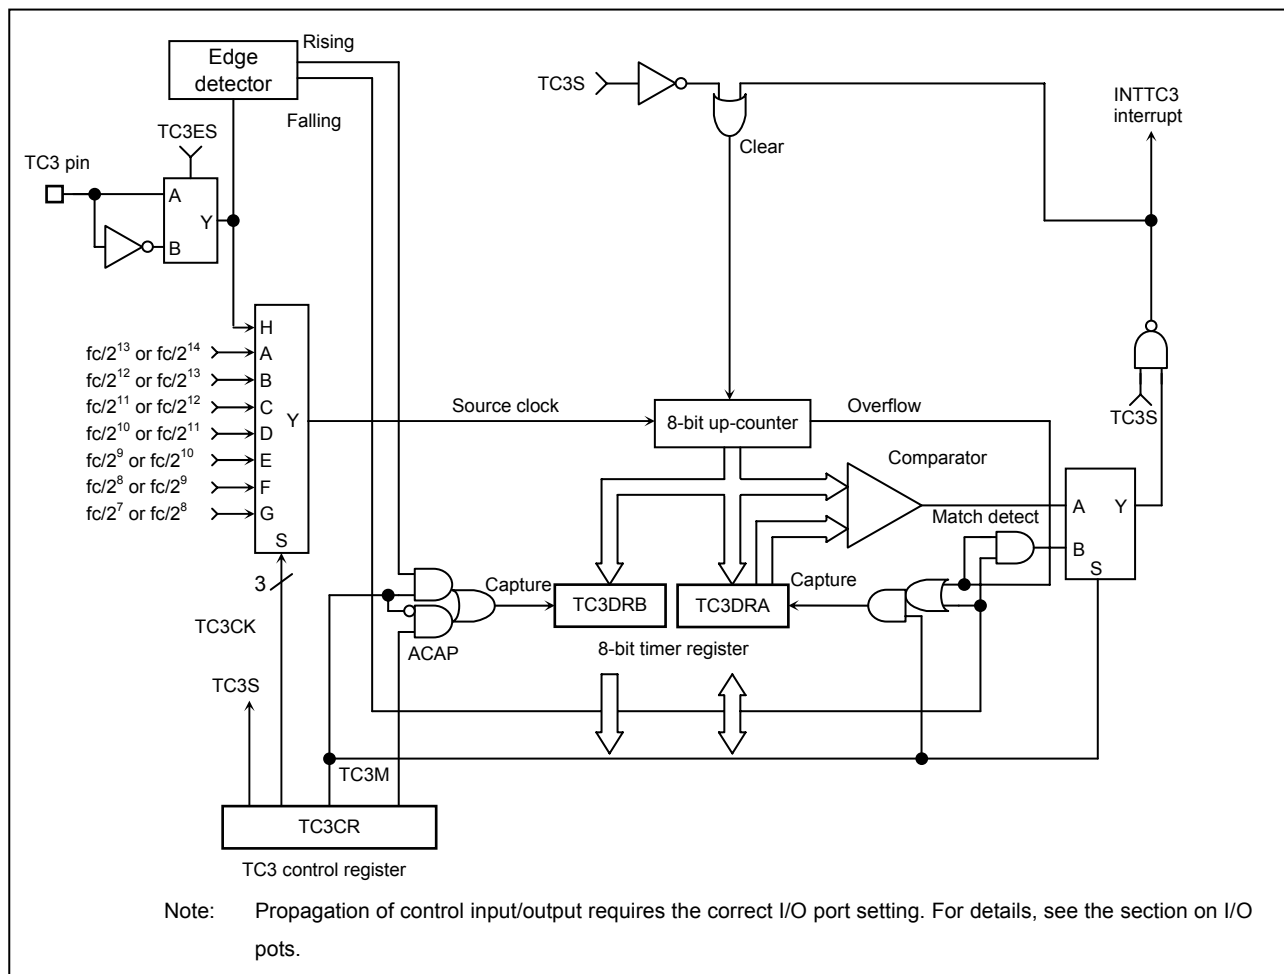 Rising
Edge
detector
Falling
TC3S
INTTC3
interrupt
Clear
TC3ES
TC3 pin
A
Y
B
H
fc/2^13 or fc/2^14
A
fc/2^12 or fc/2^13
B
fc/2^11 or fc/2^12
C
Y
fc/2^10 or fc/2^11
D
fc/2^9 or fc/2^10
E
fc/2^8 or fc/2^9
F
fc/2^7 or fc/2^8
G
S
3
TC3CK
Source clock
8-bit up-counter
Overflow
TC3S
Comparator
Match detect
A
Y
B
S
Capture
TC3DRB
TC3DRA
Capture
8-bit timer register
ACAP
TC3S
TC3M
TC3CR
TC3 control register
Note: Propagation of control input/output requires the correct I/O port setting. For details, see the section on I/O
pots.